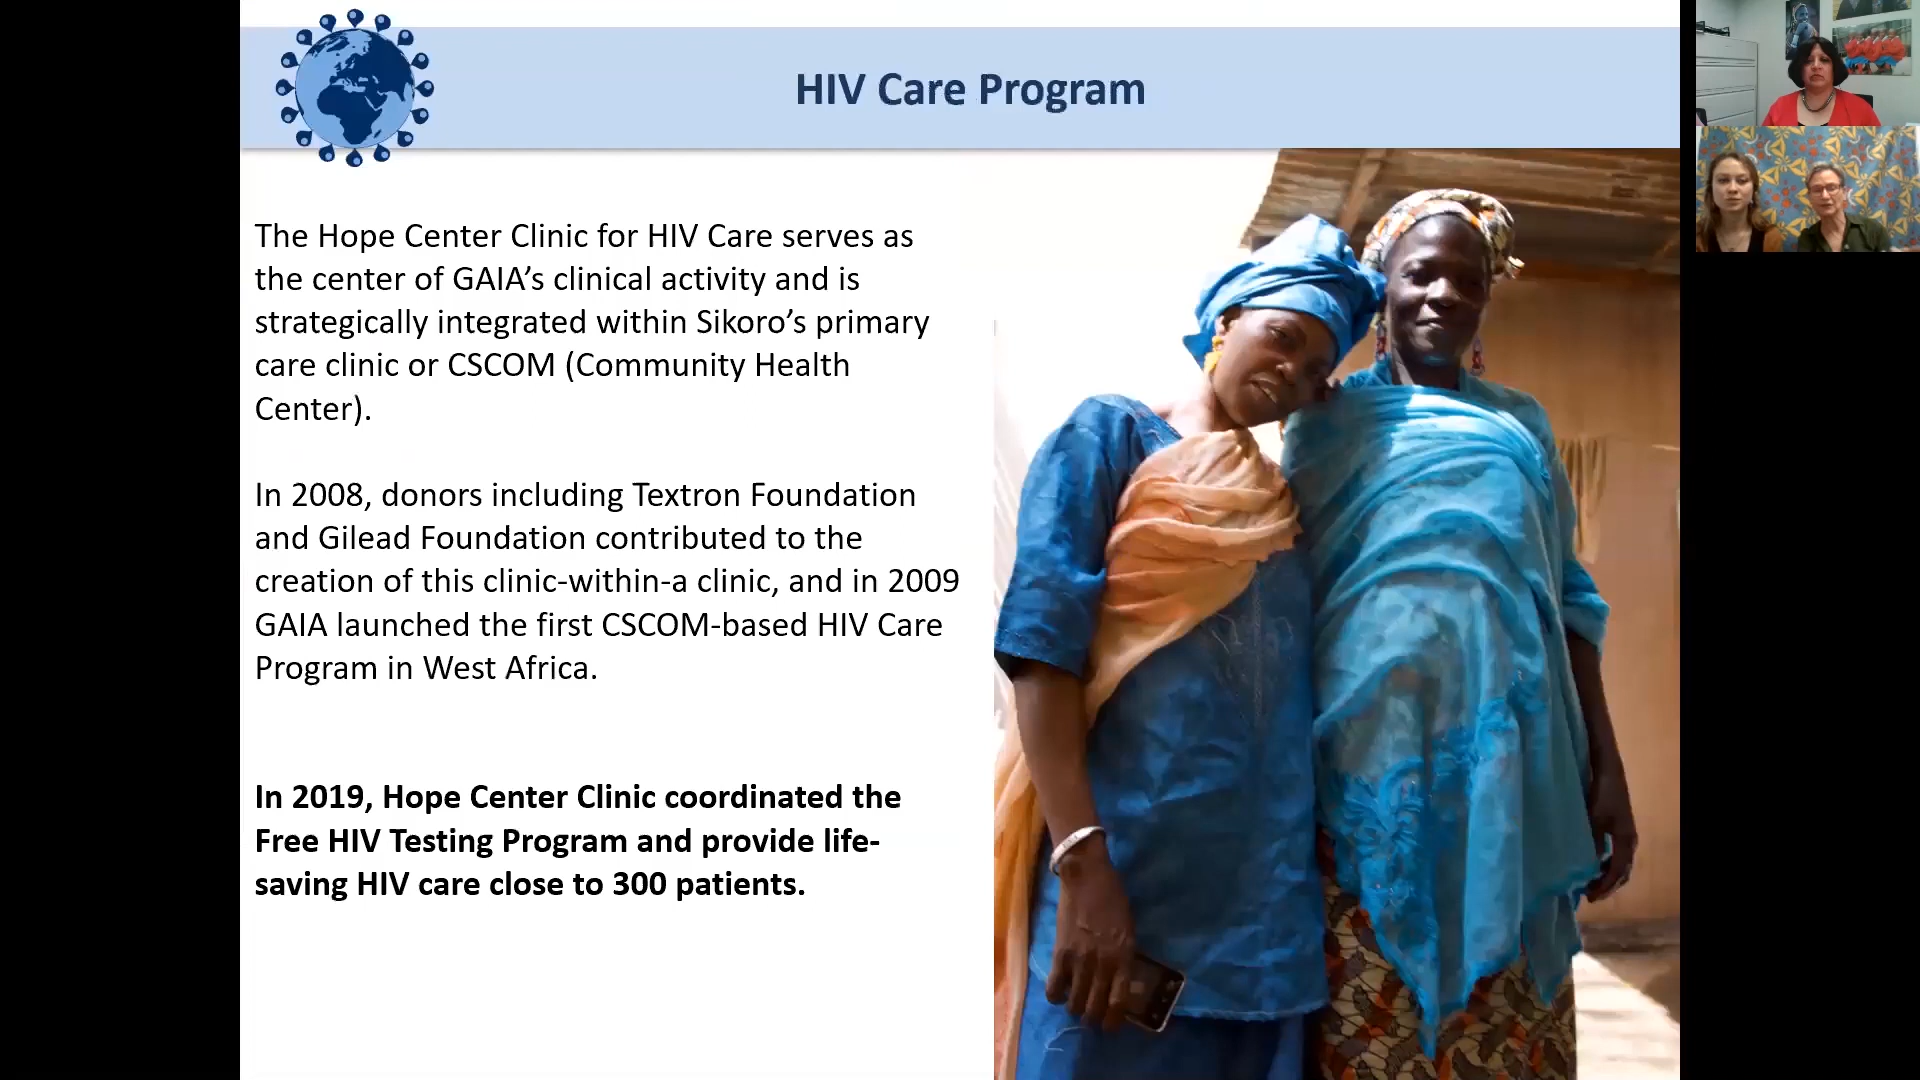 HIV Care Program
The Hope Center Clinic for HIV Care serves as
the center of GAIA’s clinical activity and is
strategically integrated within Sikoro’s primary
care clinic or CSCOM (Community Health
Center).
In 2008, donors including Textron Foundation
and Gilead Foundation contributed to the
creation of this clinic-within-a clinic, and in 2009
GAIA launched the first CSCOM-based HIV Care
Program in West Africa.
In 2019, Hope Center Clinic coordinated the
Free HIV Testing Program and provide life-
saving HIV care close to 300 patients.